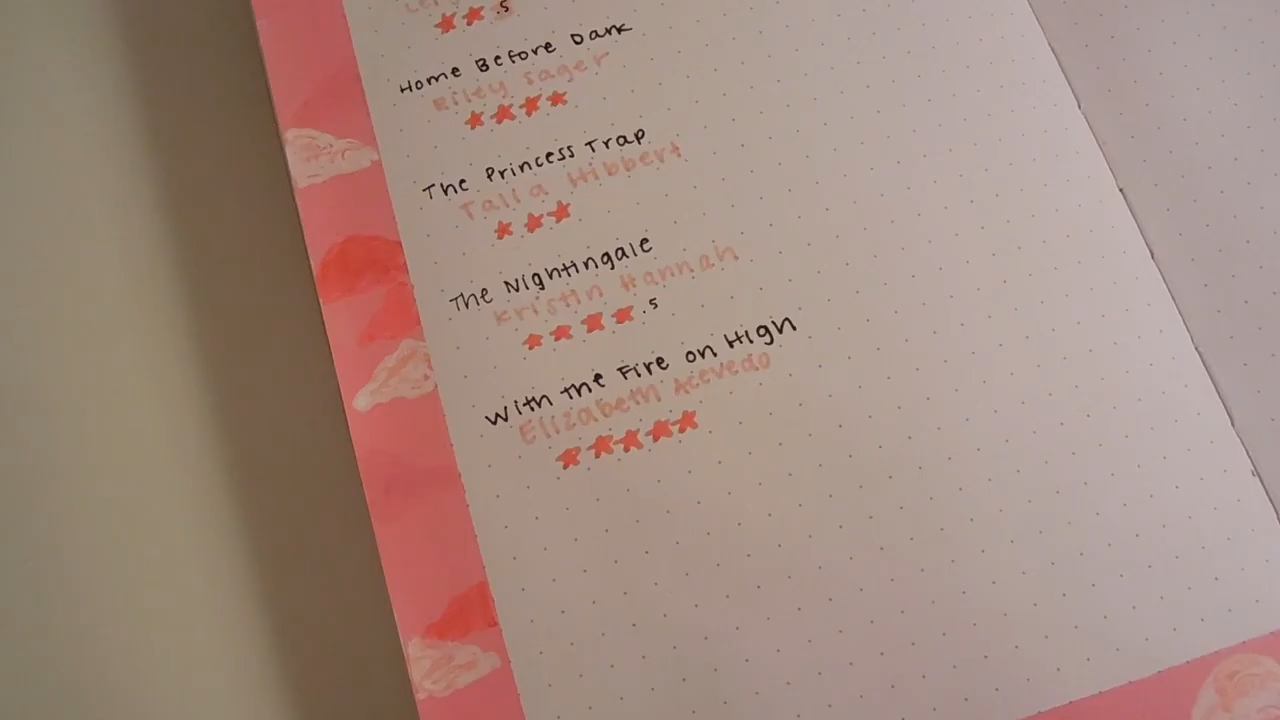 ★★.5
Home Before Dark
Riley Sager
★★★★
The Princess Trap
Talia Hibbert
★★★
The Nightingale
Kristin Hannah
★★★★.5
With the Fire on High
Elizabeth Acevedo
★★★★★